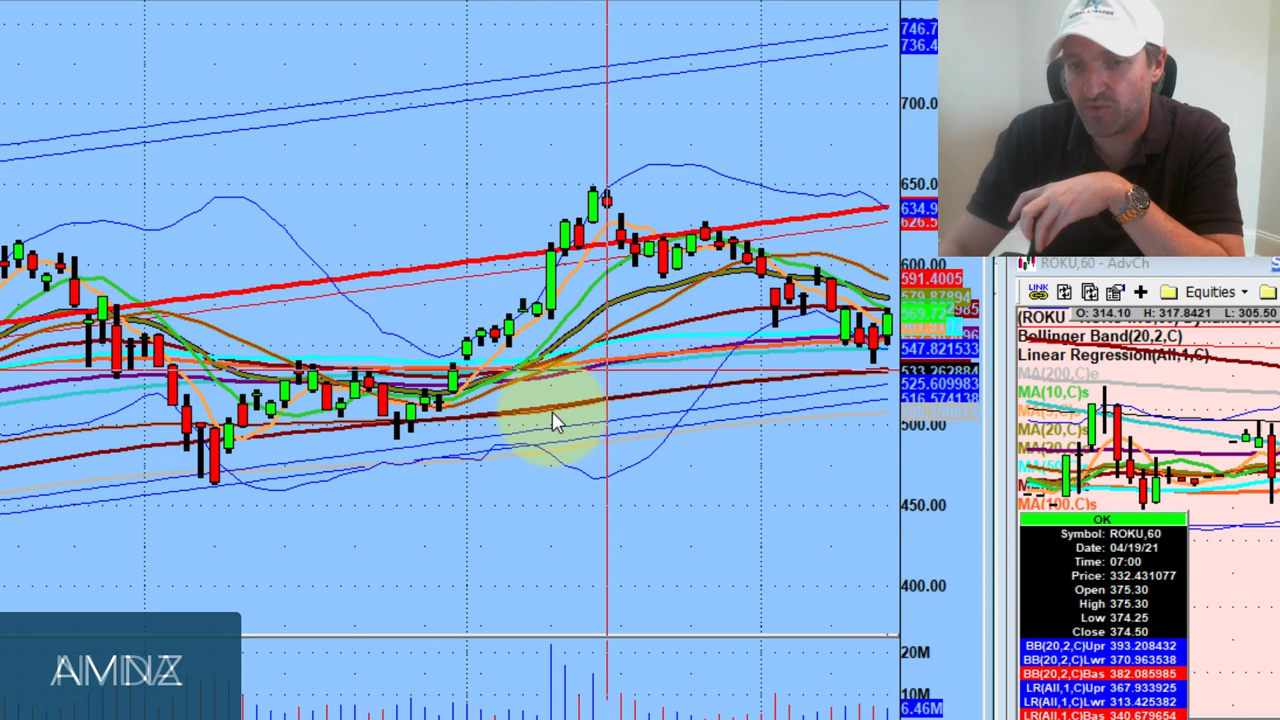 746.7
736.4
700.0
650.0
634.9
626.5
600.00
591.4005
579.87894
569.72
547.821533
533.262884
525.609983
516.574138
500.00
450.00
400.00
20M
10M
6.46M
ROKU,60 - AdvCh
LINK
Equities
(ROKU
O: 314.10 H: 317.8421 L: 305.50
Bollinger Band(20,2,C)
Linear Regression(All,1,C)
MA(200,C)e
MA(10,C)s
MA(20,C)s
MA(100,C)s
OK
Symbol: ROKU,60
Date: 04/19/21
Time: 07:00
Price: 332.431077
Open 375.30
High 375.30
Low 374.25
Close 374.50
BB(20,2,C)Upr 393.208432
BB(20,2,C)Lwr 370.963538
BB(20,2,C)Bas 382.085985
LR(All,1,C)Upr 367.933925
LR(All,1,C)Lwr 313.425382
LR(All,1,C)Bas 340.679654